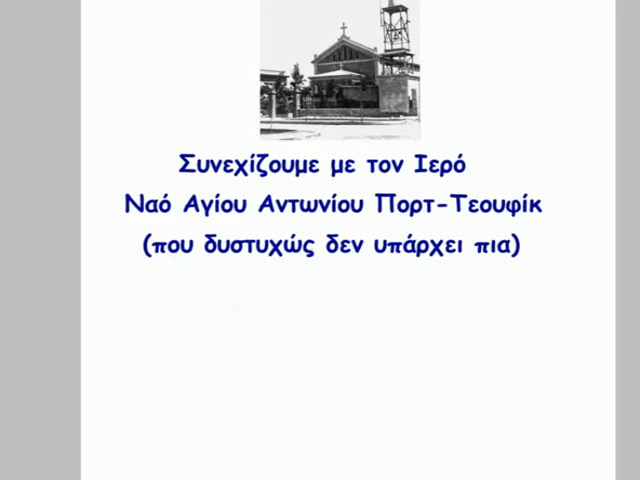 Συνεχίζουμε με τον Ιερό
Ναό Αγίου Αντωνίου Πορτ-Τεουφίκ
(που δυστυχώς δεν υπάρχει πια)